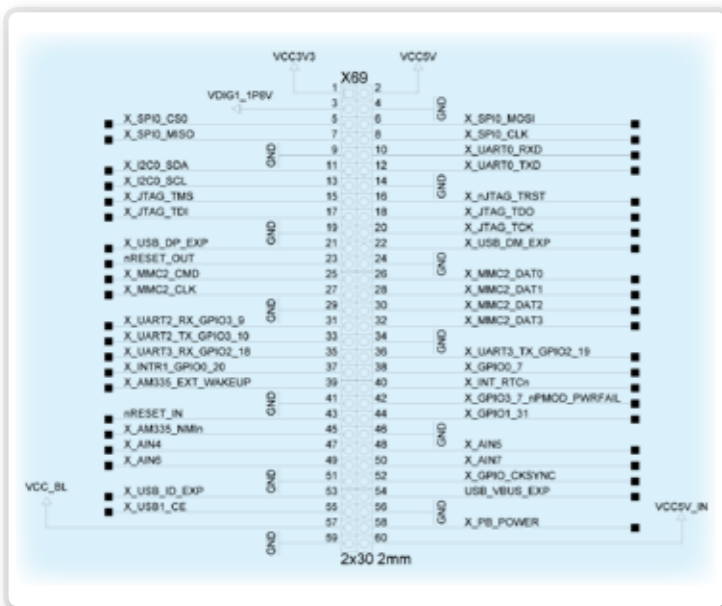 VCC3V3 VCC5V
X69
1 2
VDIG1_1P8V 3 4 GND
X_SPI0_CS0 5 6 X_SPI0_MOSI
X_SPI0_MISO 7 8 X_SPI0_CLK
GND 9 10 X_UART0_RXD
X_I2C0_SDA 11 12 X_UART0_TXD
X_I2C0_SCL 13 14 GND
X_JTAG_TMS 15 16 X_nJTAG_TRST
X_JTAG_TDI 17 18 X_JTAG_TDO
GND 19 20 X_JTAG_TCK
X_USB_DP_EXP 21 22 X_USB_DM_EXP
nRESET_OUT 23 24 GND
X_MMC2_CMD 25 26 X_MMC2_DAT0
X_MMC2_CLK 27 28 X_MMC2_DAT1
GND 29 30 X_MMC2_DAT2
X_UART2_RX_GPIO3_9 31 32 X_MMC2_DAT3
X_UART2_TX_GPIO3_10 33 34 GND
X_UART3_RX_GPIO2_18 35 36 X_UART3_TX_GPIO2_19
X_INTR1_GPIO0_20 37 38 X_GPIO0_7
X_AM335_EXT_WAKEUP 39 40 X_INT_RTCn
GND 41 42 X_GPIO3_7_nPMOD_PWRFAIL
nRESET_IN 43 44 X_GPIO1_31
X_AM335_NMIn 45 46 GND
X_AIN4 47 48 X_AIN5
X_AIN6 49 50 X_AIN7
GND 51 52 X_GPIO_CKSYNC
VCC_BL X_USB_ID_EXP 53 54 USB_VBUS_EXP
X_USB1_CE 55 56 GND VCC5V_IN
57 58 X_PB_POWER
GND 59 60
2x30 2mm